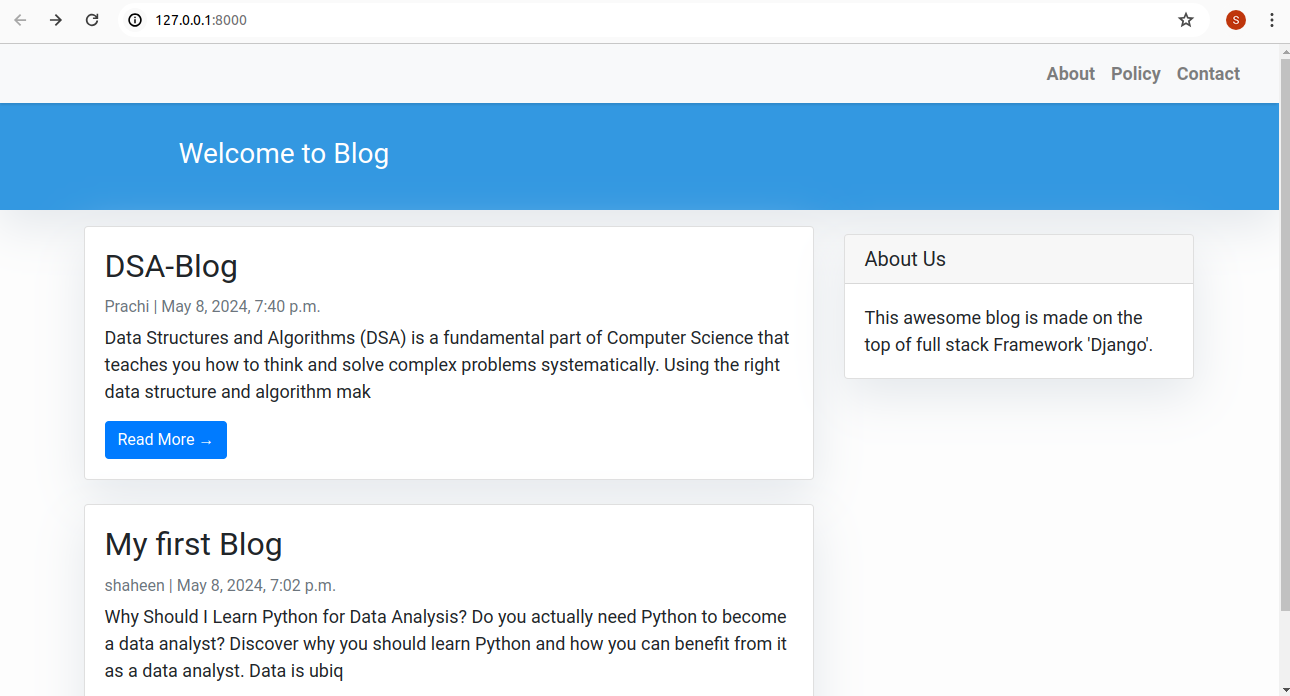 127.0.0.1:8000
S
About Policy Contact
Welcome to Blog
DSA-Blog
Prachi | May 8, 2024, 7:40 p.m.
Data Structures and Algorithms (DSA) is a fundamental part of Computer Science that
teaches you how to think and solve complex problems systematically. Using the right
data structure and algorithm mak
Read More →
About Us
This awesome blog is made on the
top of full stack Framework 'Django'.
My first Blog
shaheen | May 8, 2024, 7:02 p.m.
Why Should I Learn Python for Data Analysis? Do you actually need Python to become
a data analyst? Discover why you should learn Python and how you can benefit from it
as a data analyst. Data is ubiq